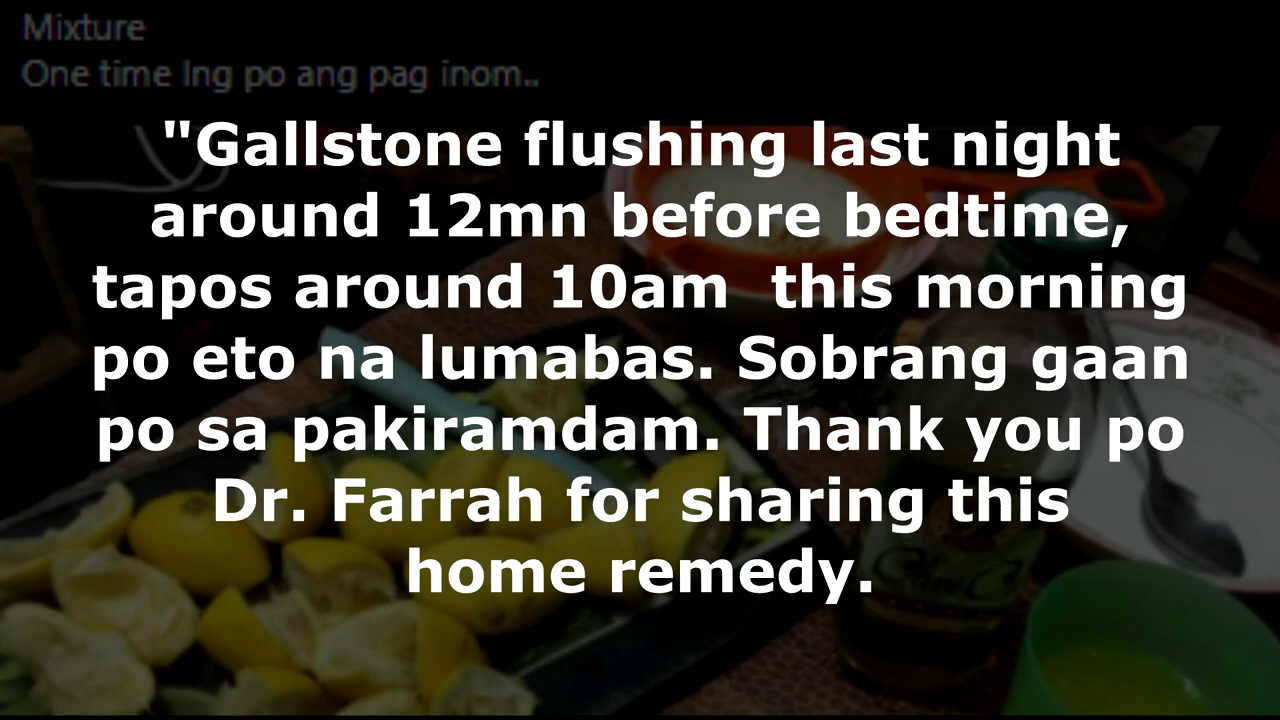 Mixture
One time lng po ang pag inom..
"Gallstone flushing last night
around 12mn before bedtime,
tapos around 10am  this morning
po eto na lumabas. Sobrang gaan
po sa pakiramdam. Thank you po
Dr. Farrah for sharing this
home remedy.